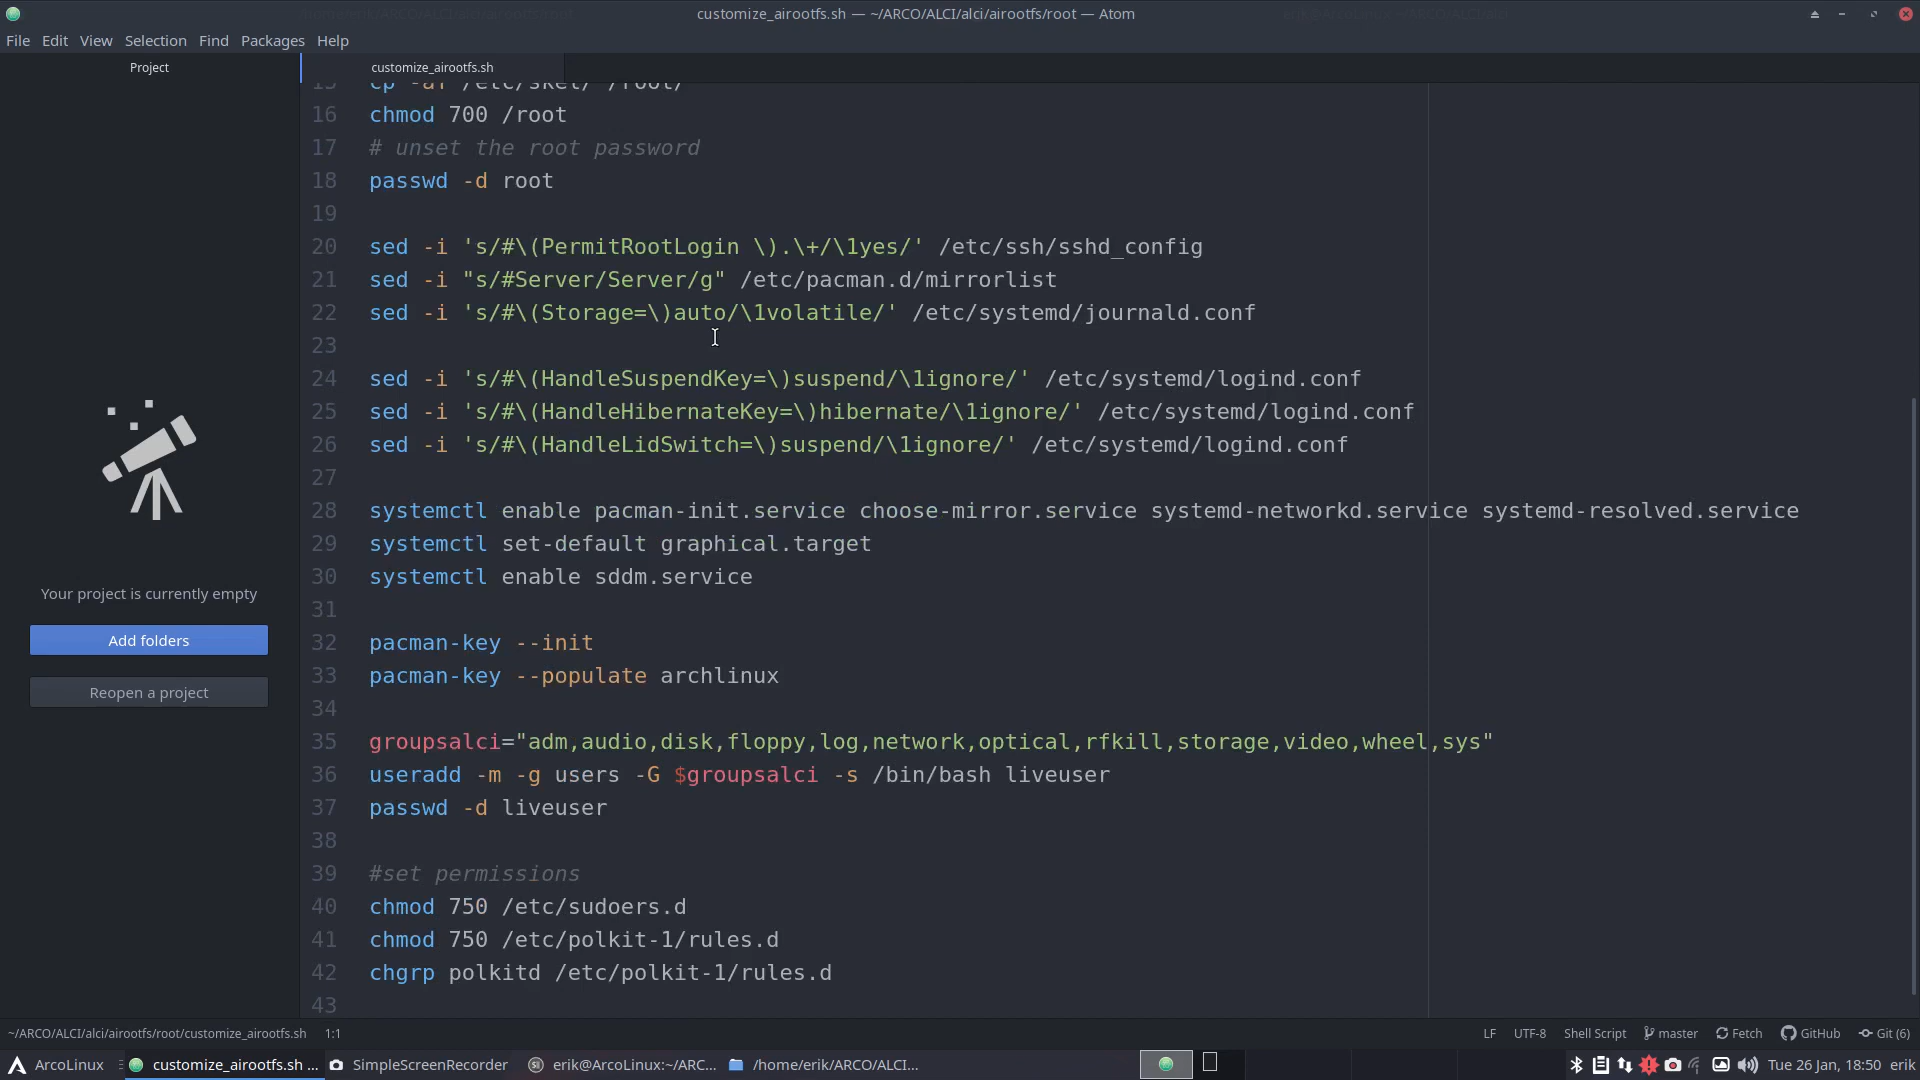 customize_airootfs.sh — ~/ARCO/ALCI/alci/airootfs/root — Atom
File Edit View Selection Find Packages Help
Project
customize_airootfs.sh
15 cp -aT /etc/skel/ /root/
16 chmod 700 /root
17 # unset the root password
18 passwd -d root
19
20 sed -i 's/#\(PermitRootLogin \).\+/\1yes/' /etc/ssh/sshd_config
21 sed -i "s/#Server/Server/g" /etc/pacman.d/mirrorlist
22 sed -i 's/#\(Storage=\)auto/\1volatile/' /etc/systemd/journald.conf
23
24 sed -i 's/#\(HandleSuspendKey=\)suspend/\1ignore/' /etc/systemd/logind.conf
25 sed -i 's/#\(HandleHibernateKey=\)hibernate/\1ignore/' /etc/systemd/logind.conf
26 sed -i 's/#\(HandleLidSwitch=\)suspend/\1ignore/' /etc/systemd/logind.conf
27
28 systemctl enable pacman-init.service choose-mirror.service systemd-networkd.service systemd-resolved.service
29 systemctl set-default graphical.target
30 systemctl enable sddm.service
31
32 pacman-key --init
33 pacman-key --populate archlinux
34
35 groupsalci="adm,audio,disk,floppy,log,network,optical,rfkill,storage,video,wheel,sys"
36 useradd -m -g users -G $groupsalci -s /bin/bash liveuser
37 passwd -d liveuser
38
39 #set permissions
40 chmod 750 /etc/sudoers.d
41 chmod 750 /etc/polkit-1/rules.d
42 chgrp polkitd /etc/polkit-1/rules.d
43
Your project is currently empty
Add folders
Reopen a project
~/ARCO/ALCI/alci/airootfs/root/customize_airootfs.sh 1:1 LF UTF-8 Shell Script master Fetch GitHub Git (6)
ArcoLinux customize_airootfs.sh ... SimpleScreenRecorder erik@ArcoLinux:~/ARC... /home/erik/ARCO/ALCI... Tue 26 Jan, 18:50 erik